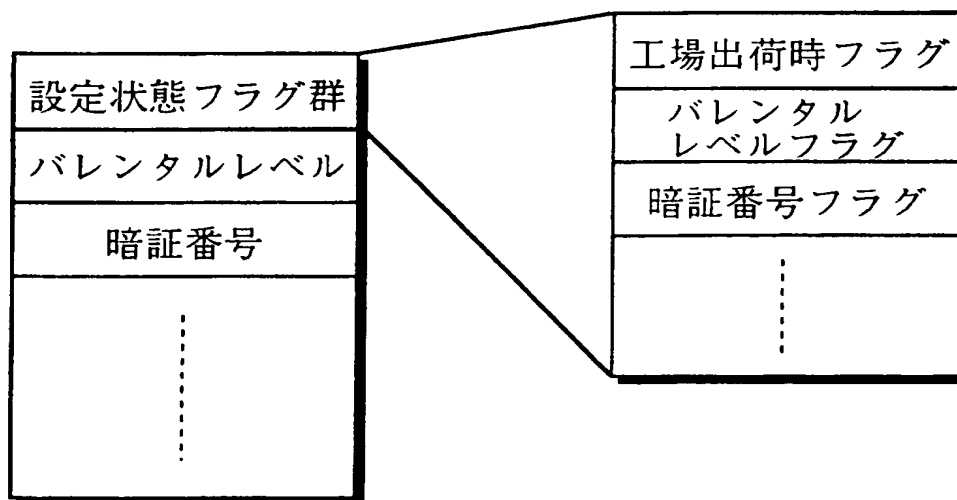 設定状態フラグ群
バレンタルレベル
暗証番号
工場出荷時フラグ
バレンタル
レベルフラグ
暗証番号フラグ